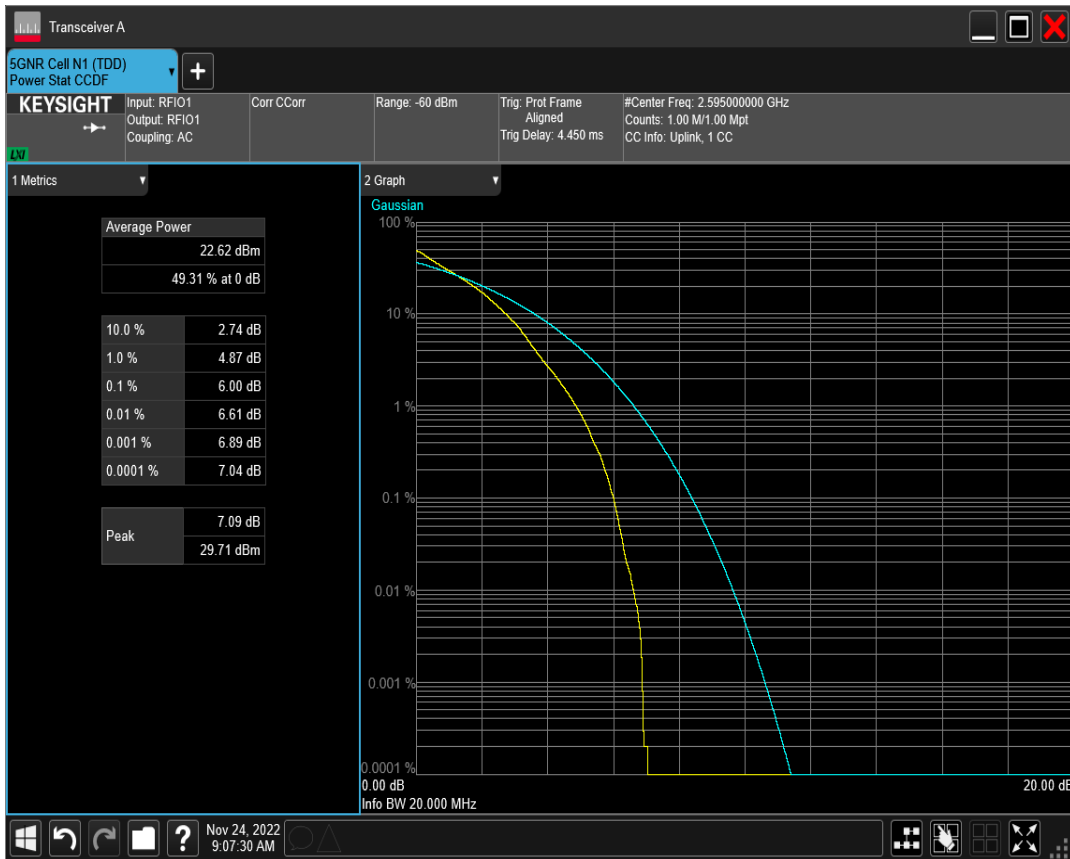 Transceiver A
5GNR Cell N1 (TDD)
Power Stat CCDF
KEYSIGHT
LXI
Input: RFIO1
Output: RFIO1
Coupling: AC
Corr CCorr
Range: -60 dBm
Trig: Prot Frame
Aligned
Trig Delay: 4.450 ms
#Center Freq: 2.595000000 GHz
Counts: 1.00 M/1.00 Mpt
CC Info: Uplink, 1 CC
1 Metrics
Average Power
22.62 dBm
49.31 % at 0 dB
10.0 % 2.74 dB
1.0 % 4.87 dB
0.1 % 6.00 dB
0.01 % 6.61 dB
0.001 % 6.89 dB
0.0001 % 7.04 dB
Peak 7.09 dB
29.71 dBm
2 Graph
Gaussian
100 %
10 %
1 %
0.1 %
0.01 %
0.001 %
0.0001 %
0.00 dB 20.00 dB
Info BW 20.000 MHz
? Nov 24, 2022
9:07:30 AM